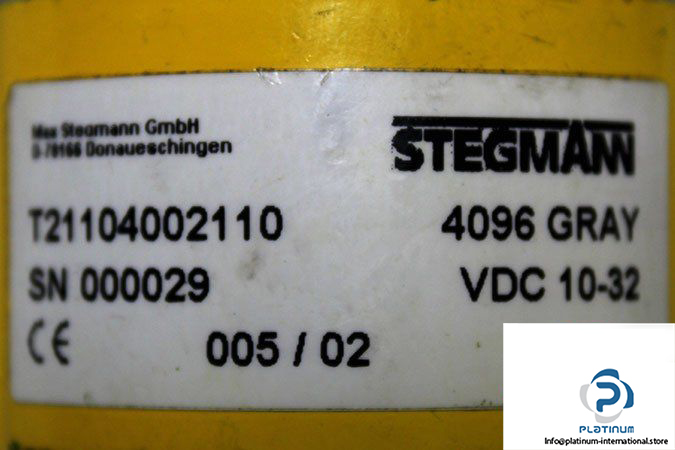 Max Stegmann GmbH
D-78166 Donaueschingen
STEGMANN
T21104002110 4096 GRAY
SN 000029 VDC 10-32
CE 005 / 02
PLATINUM
Info@platinum-international.store